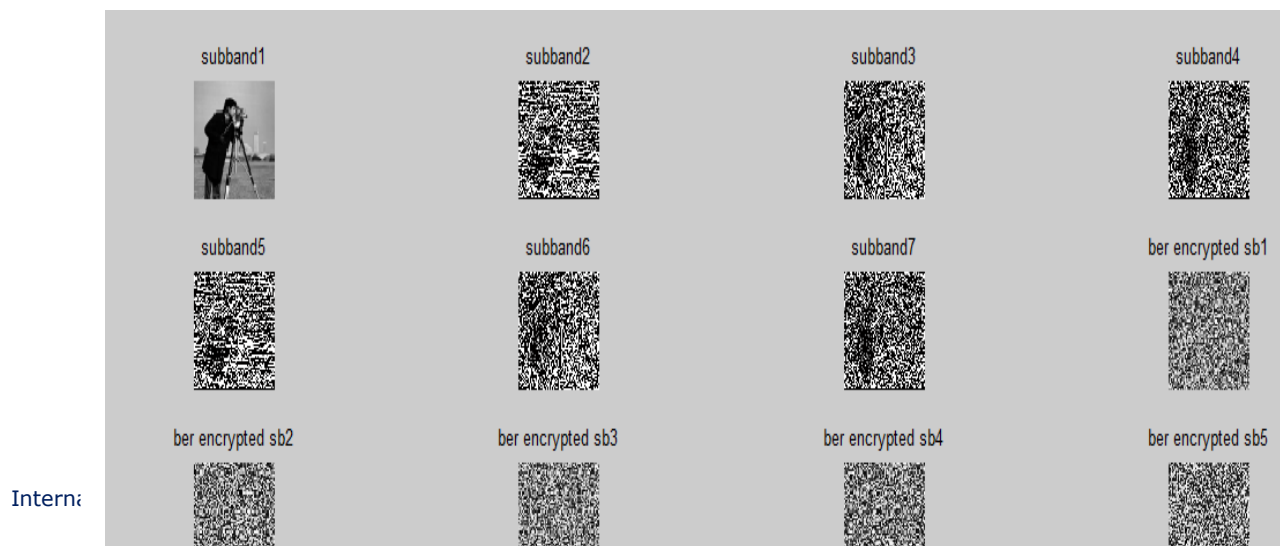 subband1 subband2 subband3 subband4
subband5 subband6 subband7 ber encrypted sb1
ber encrypted sb2 ber encrypted sb3 ber encrypted sb4 ber encrypted sb5